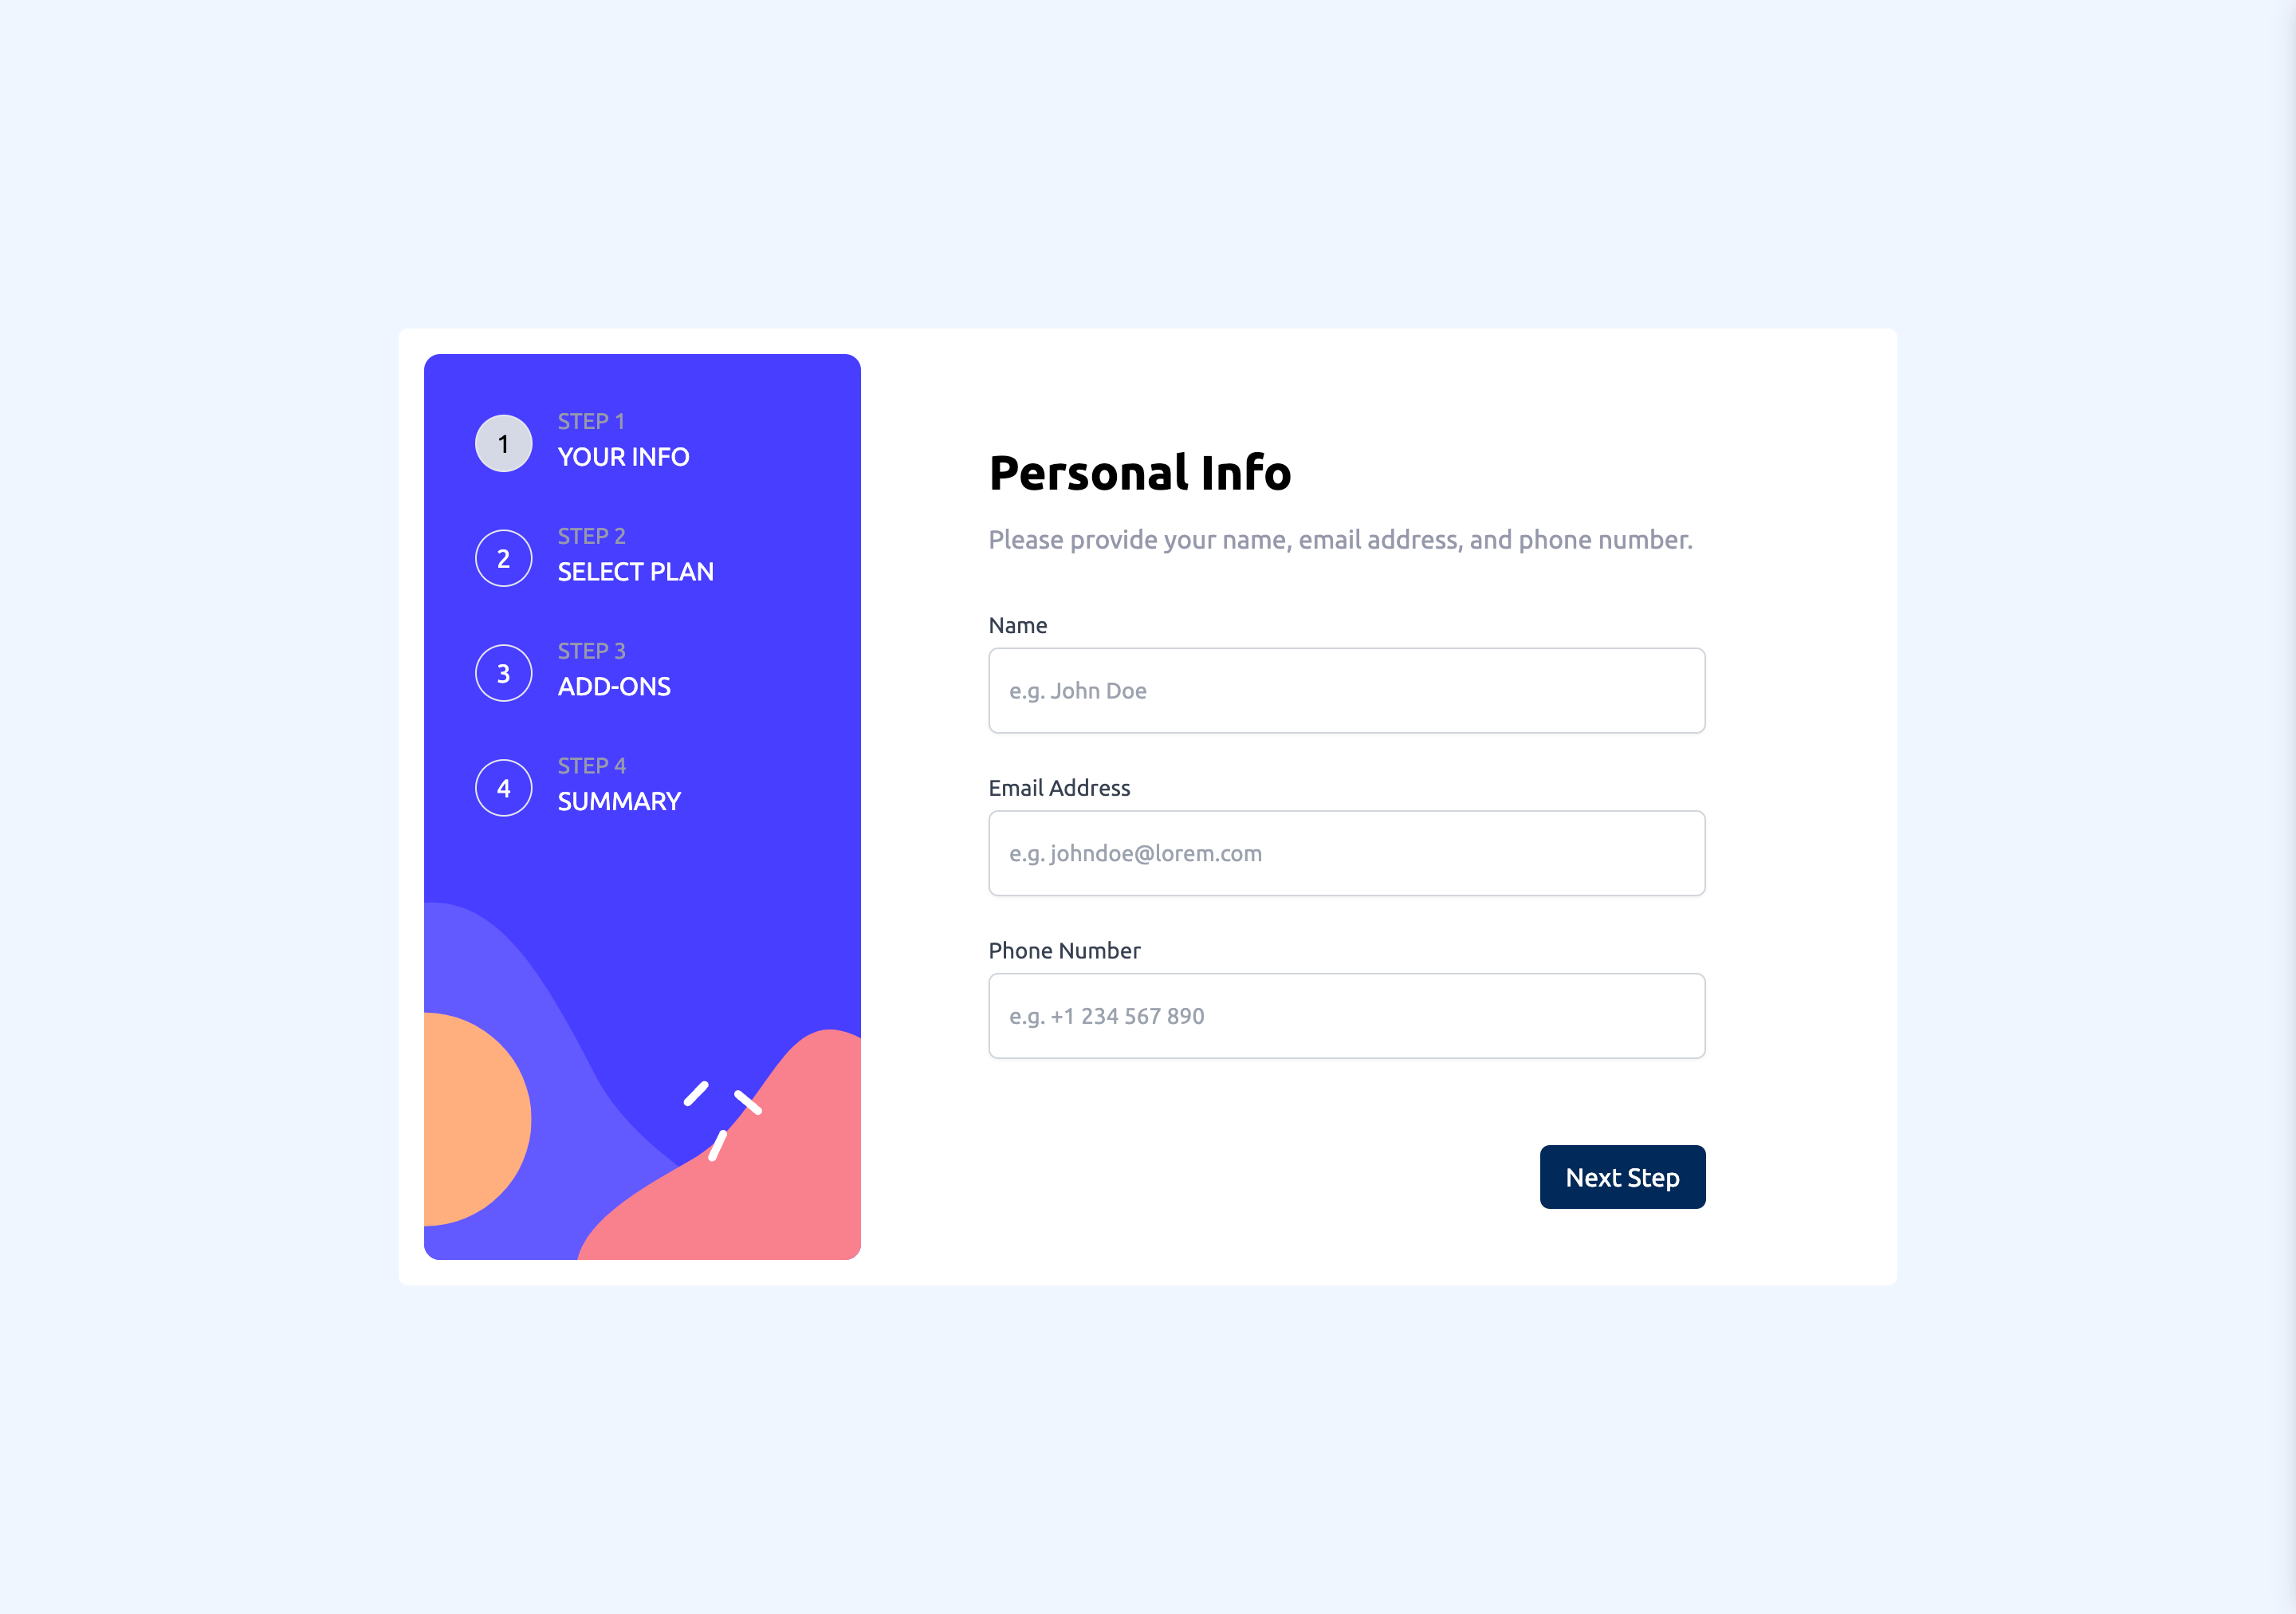 1
STEP 1
YOUR INFO
2
STEP 2
SELECT PLAN
3
STEP 3
ADD-ONS
4
STEP 4
SUMMARY
Personal Info
Please provide your name, email address, and phone number.
Name
e.g. John Doe
Email Address
e.g. johndoe@lorem.com
Phone Number
e.g. +1 234 567 890
Next Step